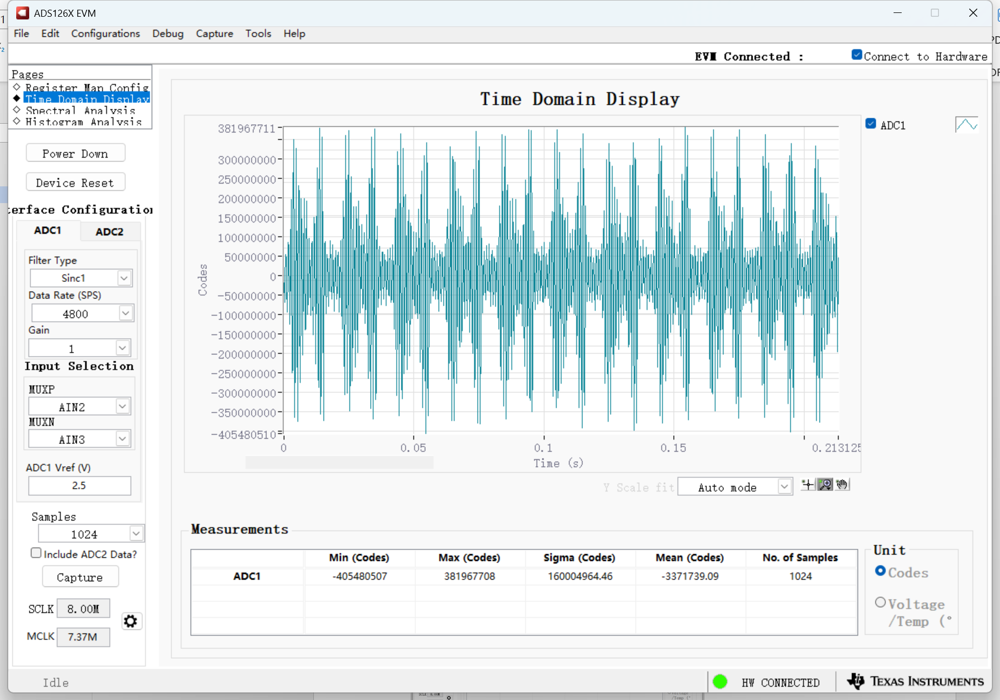 ADS126X EVM
File Edit Configurations Debug Capture Tools Help
EVM Connected :
Connect to Hardware
Pages
Register Map Config
Time Domain Display
Spectral Analysis
Histogram Analysis
Power Down
Device Reset
terface Configuration
ADC1 ADC2
Filter Type
Sinc1
Data Rate (SPS)
4800
Gain
1
Input Selection
MUXP
AIN2
MUXN
AIN3
ADC1 Vref (V)
2.5
Samples
1024
Include ADC2 Data?
Capture
SCLK 8.00M
MCLK 7.37M
Time Domain Display
ADC1
Codes
381967711
300000000
250000000
200000000
150000000
100000000
50000000
0
-50000000
-100000000
-150000000
-200000000
-250000000
-300000000
-350000000
-405480510
0 0.05 0.1 0.15 0.213125
Time (s)
Y Scale fit Auto mode
Measurements
Min (Codes) Max (Codes) Sigma (Codes) Mean (Codes) No. of Samples
ADC1 -405480507 381967708 160004964.46 -3371739.09 1024
Unit
Codes
Voltage
/Temp (°
Idle
HW CONNECTED
TEXAS INSTRUMENTS